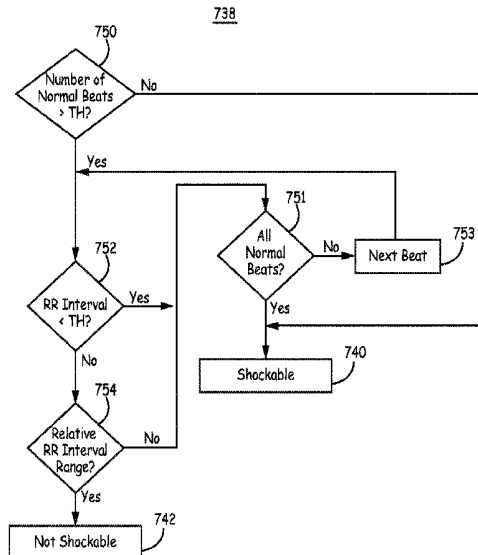 738
750
Number of
Normal Beats
> TH?
No
Yes
751
All
Normal
Beats?
No
753
Next Beat
752
RR Interval
< TH?
Yes
Yes
No
740
Shockable
754
Relative
RR Interval
Range?
No
Yes
742
Not Shockable